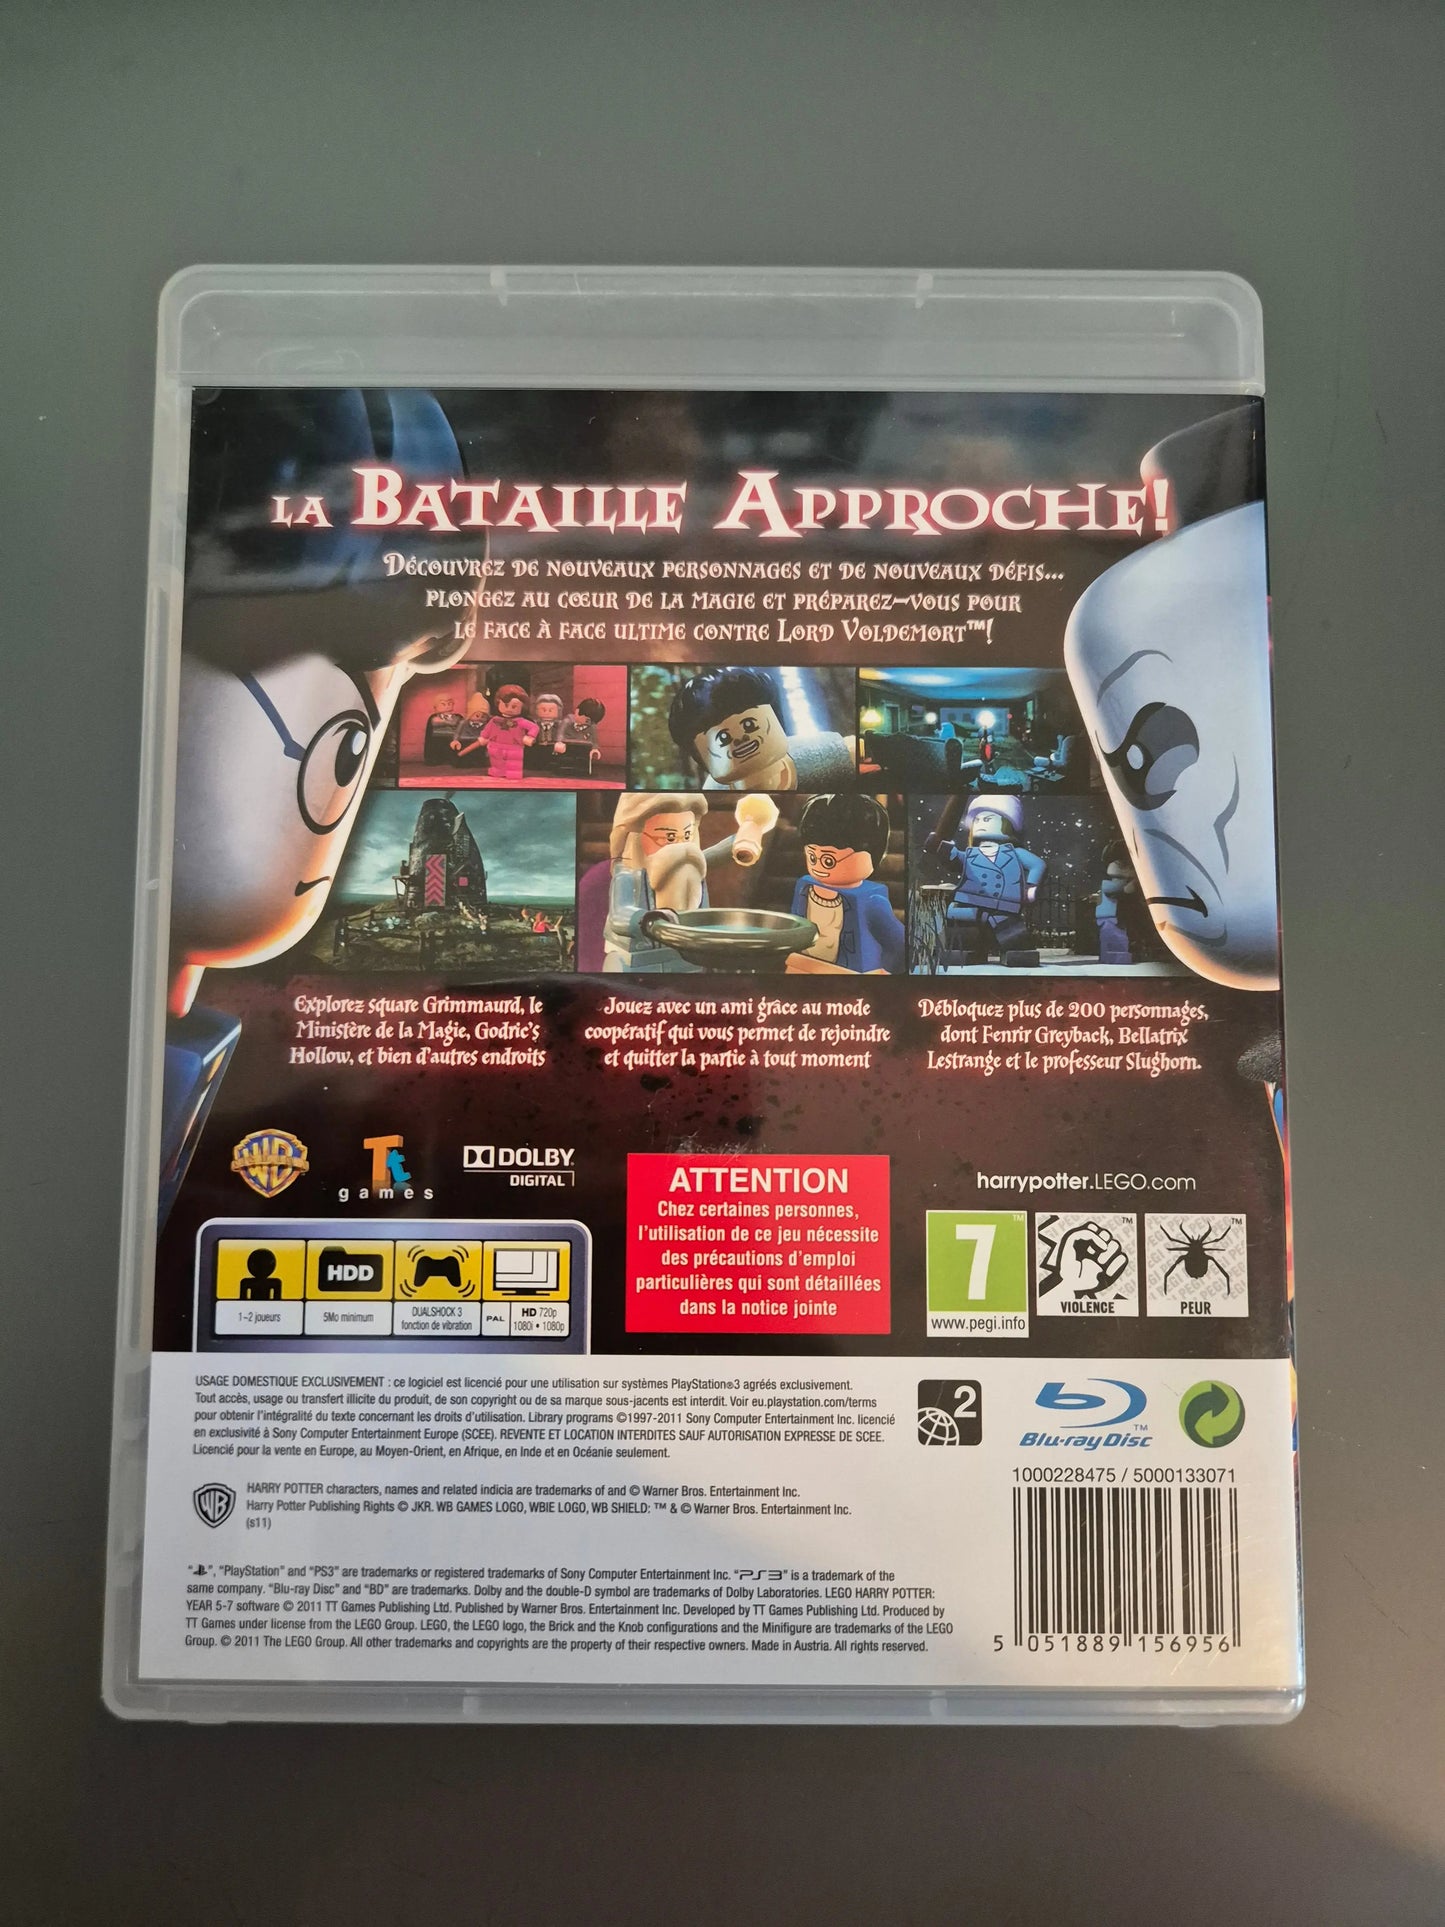 LA BATAILLE APPROCHE!
DÉCOUVREZ DE NOUVEAUX PERSONNAGES ET DE NOUVEAUX DÉFIS...
PLONGEZ AU CŒUR DE LA MAGIE ET PRÉPAREZ-VOUS POUR
LE FACE À FACE ULTIME CONTRE LORD VOLDEMORT™!
Explorez square Grimmaurd, le
Ministère de la Magie, Godric's
Hollow, et bien d'autres endroits
Jouez avec un ami grâce au mode
coopératif qui vous permet de rejoindre
et quitter la partie à tout moment
Débloquez plus de 200 personnages,
dont Fenrir Greyback, Bellatrix
Lestrange et le professeur Slughorn.
WB
Tt
games
DOLBY
DIGITAL
ATTENTION
Chez certaines personnes,
l'utilisation de ce jeu nécessite
des précautions d'emploi
particulières qui sont détaillées
dans la notice jointe
harrypotter.LEGO.com
7™
www.pegi.info
™
VIOLENCE
™
PEUR
HDD
1-2 joueurs
5Mo minimum
DUALSHOCK 3
fonction de vibration
PAL
HD 720p
1080i • 1080p
USAGE DOMESTIQUE EXCLUSIVEMENT : ce logiciel est licencié pour une utilisation sur systèmes PlayStation®3 agréés exclusivement.
Tout accès, usage ou transfert illicite du produit, de son copyright ou de sa marque sous-jacents est interdit. Voir eu.playstation.com/terms
pour obtenir l'intégralité du texte concernant les droits d'utilisation. Library programs ©1997-2011 Sony Computer Entertainment Inc. licencié
en exclusivité à Sony Computer Entertainment Europe (SCEE). REVENTE ET LOCATION INTERDITES SAUF AUTORISATION EXPRESSE DE SCEE.
Licencié pour la vente en Europe, au Moyen-Orient, en Afrique, en Inde et en Océanie seulement.
2
Blu-ray Disc™
WB
HARRY POTTER characters, names and related indicia are trademarks of and © Warner Bros. Entertainment Inc.
Harry Potter Publishing Rights © JKR. WB GAMES LOGO, WBIE LOGO, WB SHIELD: ™ & © Warner Bros. Entertainment Inc.
(s11)
1000228475 / 5000133071
"PS", "PlayStation" and "PS3" are trademarks or registered trademarks of Sony Computer Entertainment Inc. "PS3" is a trademark of the
same company. "Blu-ray Disc" and "BD" are trademarks. Dolby and the double-D symbol are trademarks of Dolby Laboratories. LEGO HARRY POTTER:
YEAR 5-7 software © 2011 TT Games Publishing Ltd. Published by Warner Bros. Entertainment Inc. Developed by TT Games Publishing Ltd. Produced by
TT Games under license from the LEGO Group. LEGO, the LEGO logo, the Brick and the Knob configurations and the Minifigure are trademarks of the LEGO
Group. © 2011 The LEGO Group. All other trademarks and copyrights are the property of their respective owners. Made in Austria. All rights reserved.
5 051889 156956